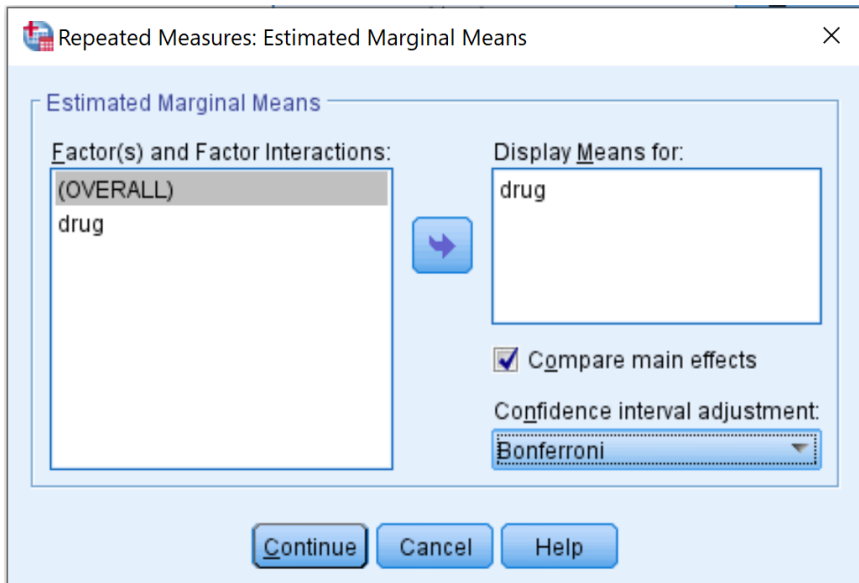 Repeated Measures: Estimated Marginal Means
Estimated Marginal Means
Factor(s) and Factor Interactions:
(OVERALL)
drug
Display Means for:
drug
Compare main effects
Confidence interval adjustment:
Bonferroni
Continue
Cancel
Help